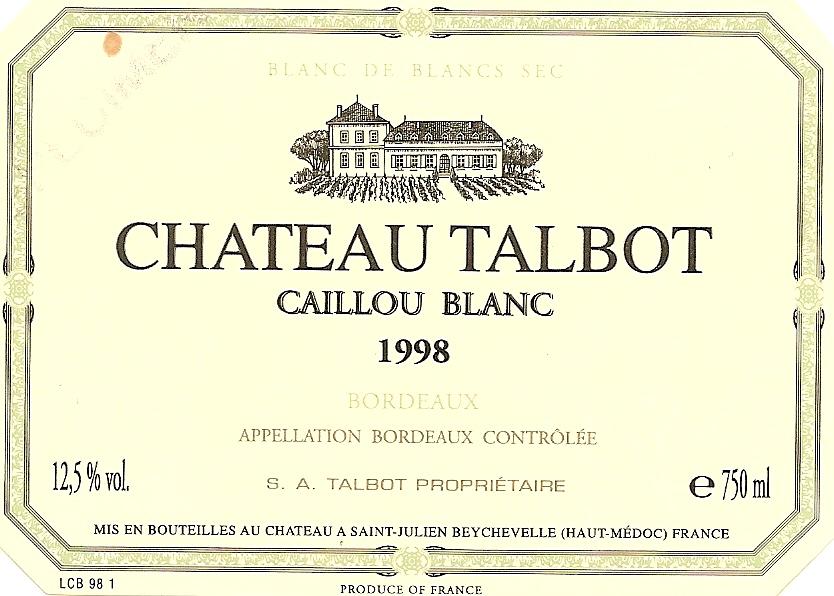 BLANC DE BLANCS SEC
CHATEAU TALBOT
CAILLOU BLANC
1998
BORDEAUX
APPELLATION BORDEAUX CONTRÔLÉE
12,5 % vol.
S. A. TALBOT PROPRIÉTAIRE
e 750 ml
MIS EN BOUTEILLES AU CHATEAU A SAINT-JULIEN BEYCHEVELLE (HAUT-MÉDOC) FRANCE
LCB 98 1
PRODUCE OF FRANCE